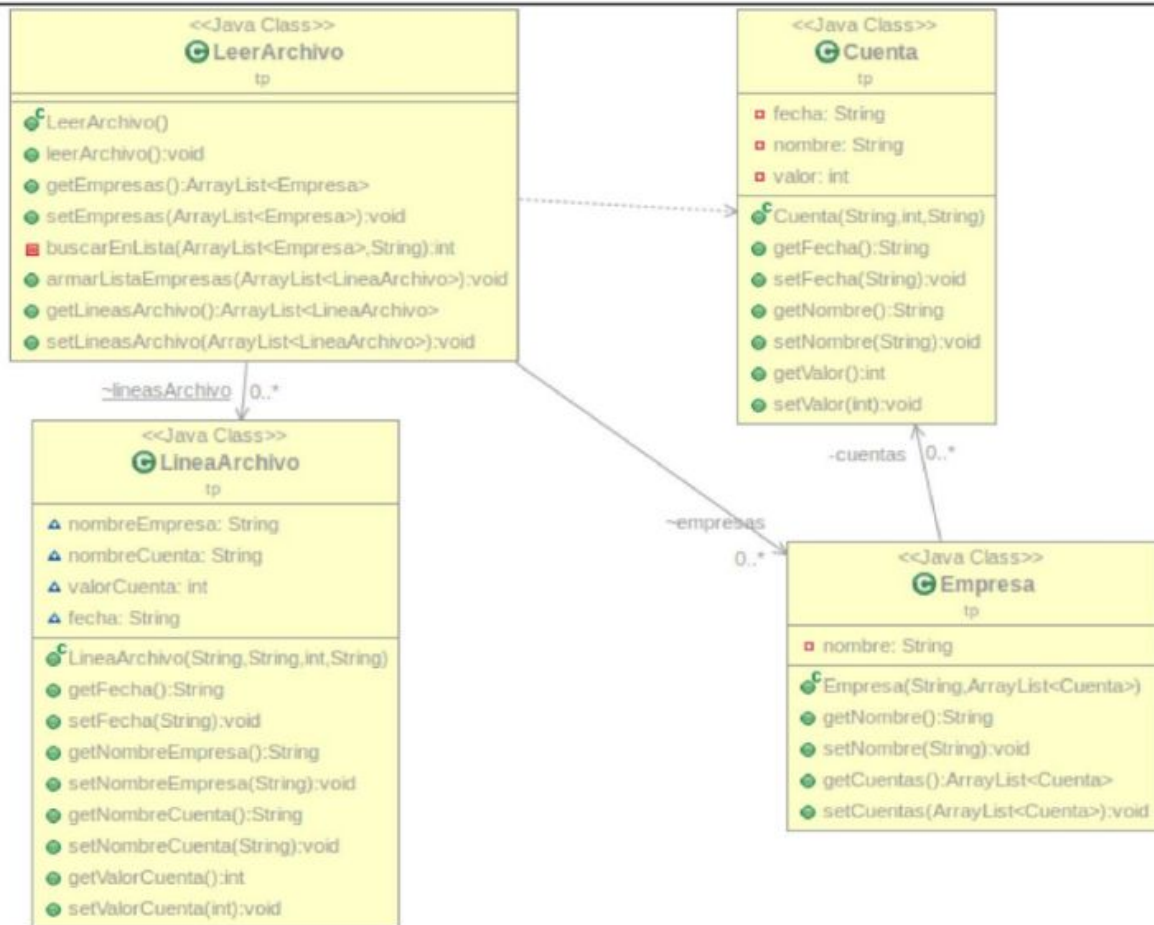 <<Java Class>>
LeerArchivo
tp
LeerArchivo()
leerArchivo():void
getEmpresas():ArrayList<Empresa>
setEmpresas(ArrayList<Empresa>):void
buscarEnLista(ArrayList<Empresa>,String):int
armarListaEmpresas(ArrayList<LineaArchivo>):void
getLineasArchivo():ArrayList<LineaArchivo>
setLineasArchivo(ArrayList<LineaArchivo>):void
<<Java Class>>
Cuenta
tp
fecha: String
nombre: String
valor: int
Cuenta(String,int,String)
getFecha():String
setFecha(String):void
getNombre():String
setNombre(String):void
getValor():int
setValor(int):void
~lineasArchivo 0..*
<<Java Class>>
LineaArchivo
tp
nombreEmpresa: String
nombreCuenta: String
valorCuenta: int
fecha: String
LineaArchivo(String,String,int,String)
getFecha():String
setFecha(String):void
getNombreEmpresa():String
setNombreEmpresa(String):void
getNombreCuenta():String
setNombreCuenta(String):void
getValorCuenta():int
setValorCuenta(int):void
-cuentas 0..*
~empresas
0..*
<<Java Class>>
Empresa
tp
nombre: String
Empresa(String,ArrayList<Cuenta>)
getNombre():String
setNombre(String):void
getCuentas():ArrayList<Cuenta>
setCuentas(ArrayList<Cuenta>):void